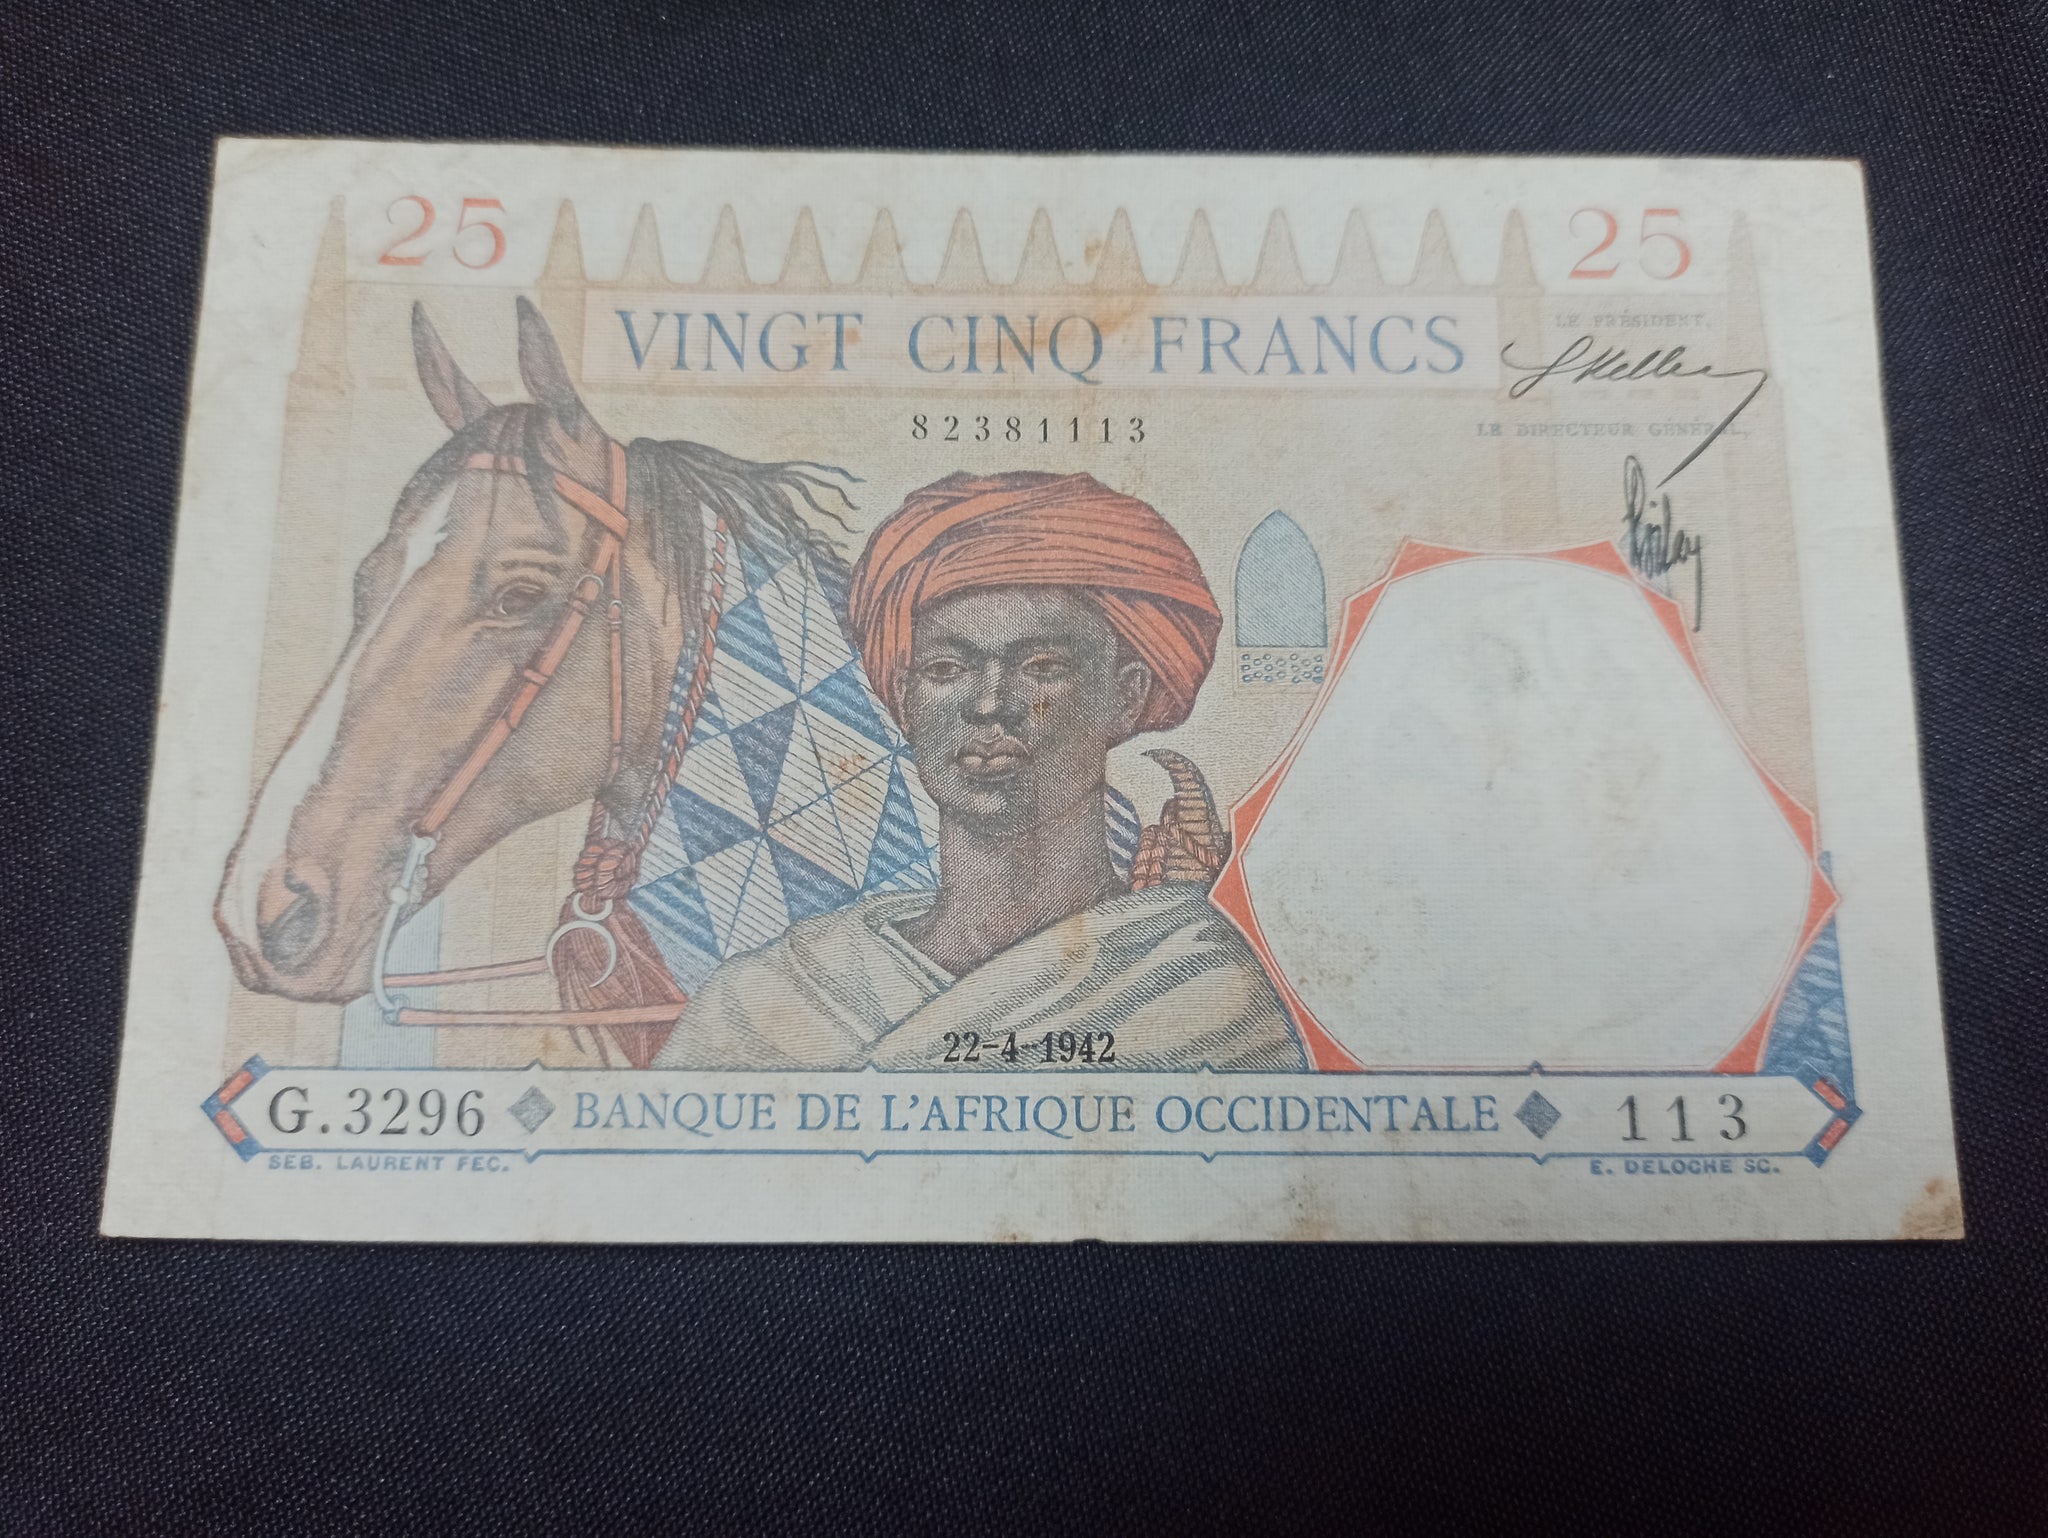 25
25
VINGT CINQ FRANCS
LE PRÉSIDENT,
82381113
LE DIRECTEUR GÉNÉRAL,
22-4-1942
G.3296 BANQUE DE L'AFRIQUE OCCIDENTALE 113
SEB. LAURENT FEC.
E. DELOCHE SC.